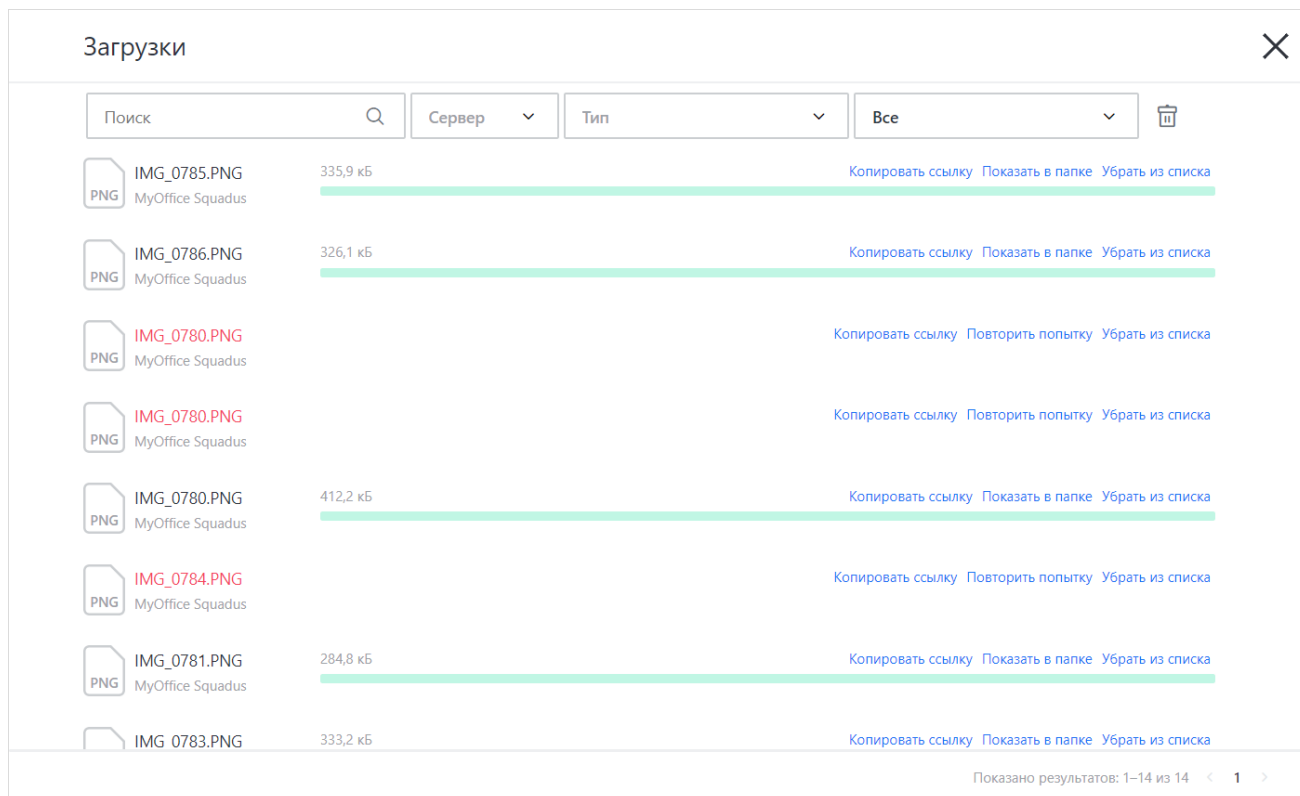 Загрузки
Поиск Сервер Тип Все
IMG_0785.PNG 335,9 кБ Копировать ссылку Показать в папке Убрать из списка
PNG MyOffice Squadus
IMG_0786.PNG 326,1 кБ Копировать ссылку Показать в папке Убрать из списка
PNG MyOffice Squadus
IMG_0780.PNG Копировать ссылку Повторить попытку Убрать из списка
PNG MyOffice Squadus
IMG_0780.PNG Копировать ссылку Повторить попытку Убрать из списка
PNG MyOffice Squadus
IMG_0780.PNG 412,2 кБ Копировать ссылку Показать в папке Убрать из списка
PNG MyOffice Squadus
IMG_0784.PNG Копировать ссылку Повторить попытку Убрать из списка
PNG MyOffice Squadus
IMG_0781.PNG 284,8 кБ Копировать ссылку Показать в папке Убрать из списка
PNG MyOffice Squadus
IMG_0783.PNG 333,2 кБ Копировать ссылку Показать в папке Убрать из списка
Показано результатов: 1–14 из 14 < 1 >